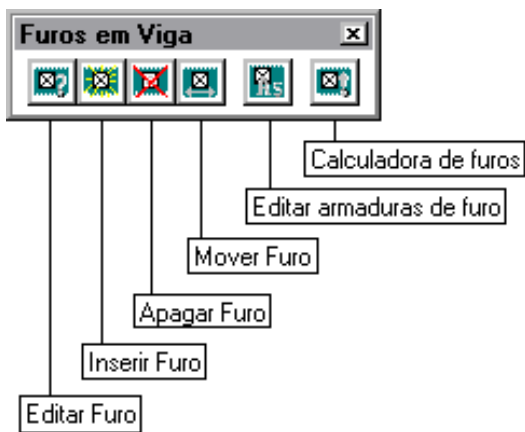 Furos em Viga
Calculadora de furos
Editar armaduras de furo
Mover Furo
Apagar Furo
Inserir Furo
Editar Furo